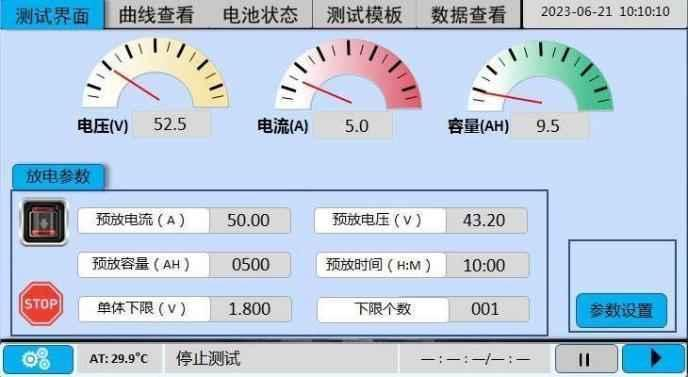 测试界面 曲线查看 电池状态 测试模板 数据查看 2023-06-21 10:10:10
电压(V) 52.5 电流(A) 5.0 容量(AH) 9.5
放电参数
预放电流(A) 50.00 预放电压(V) 43.20
预放容量(AH) 0500 预放时间(H:M) 10:00
STOP 单体下限(V) 1.800 下限个数 001 参数设置
AT: 29.9℃ 停止测试 —:—:—/—:—